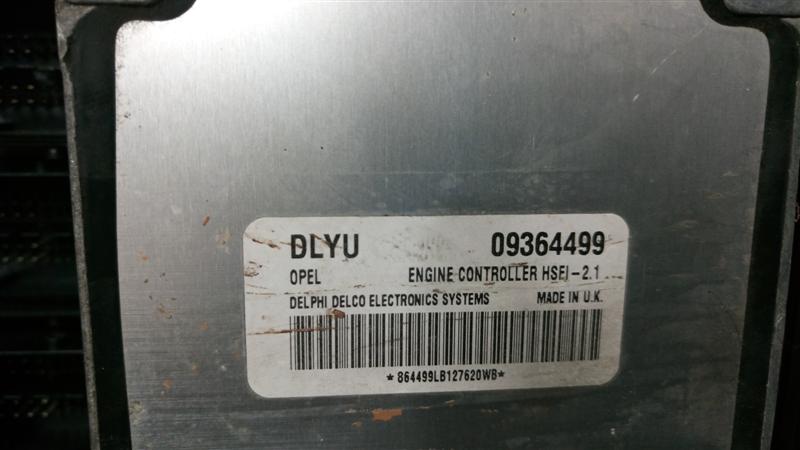 DLYU 09364499
OPEL ENGINE CONTROLLER HSFI-2.1
DELPHI DELCO ELECTRONICS SYSTEMS MADE IN U.K.
*864499LB127620WB*